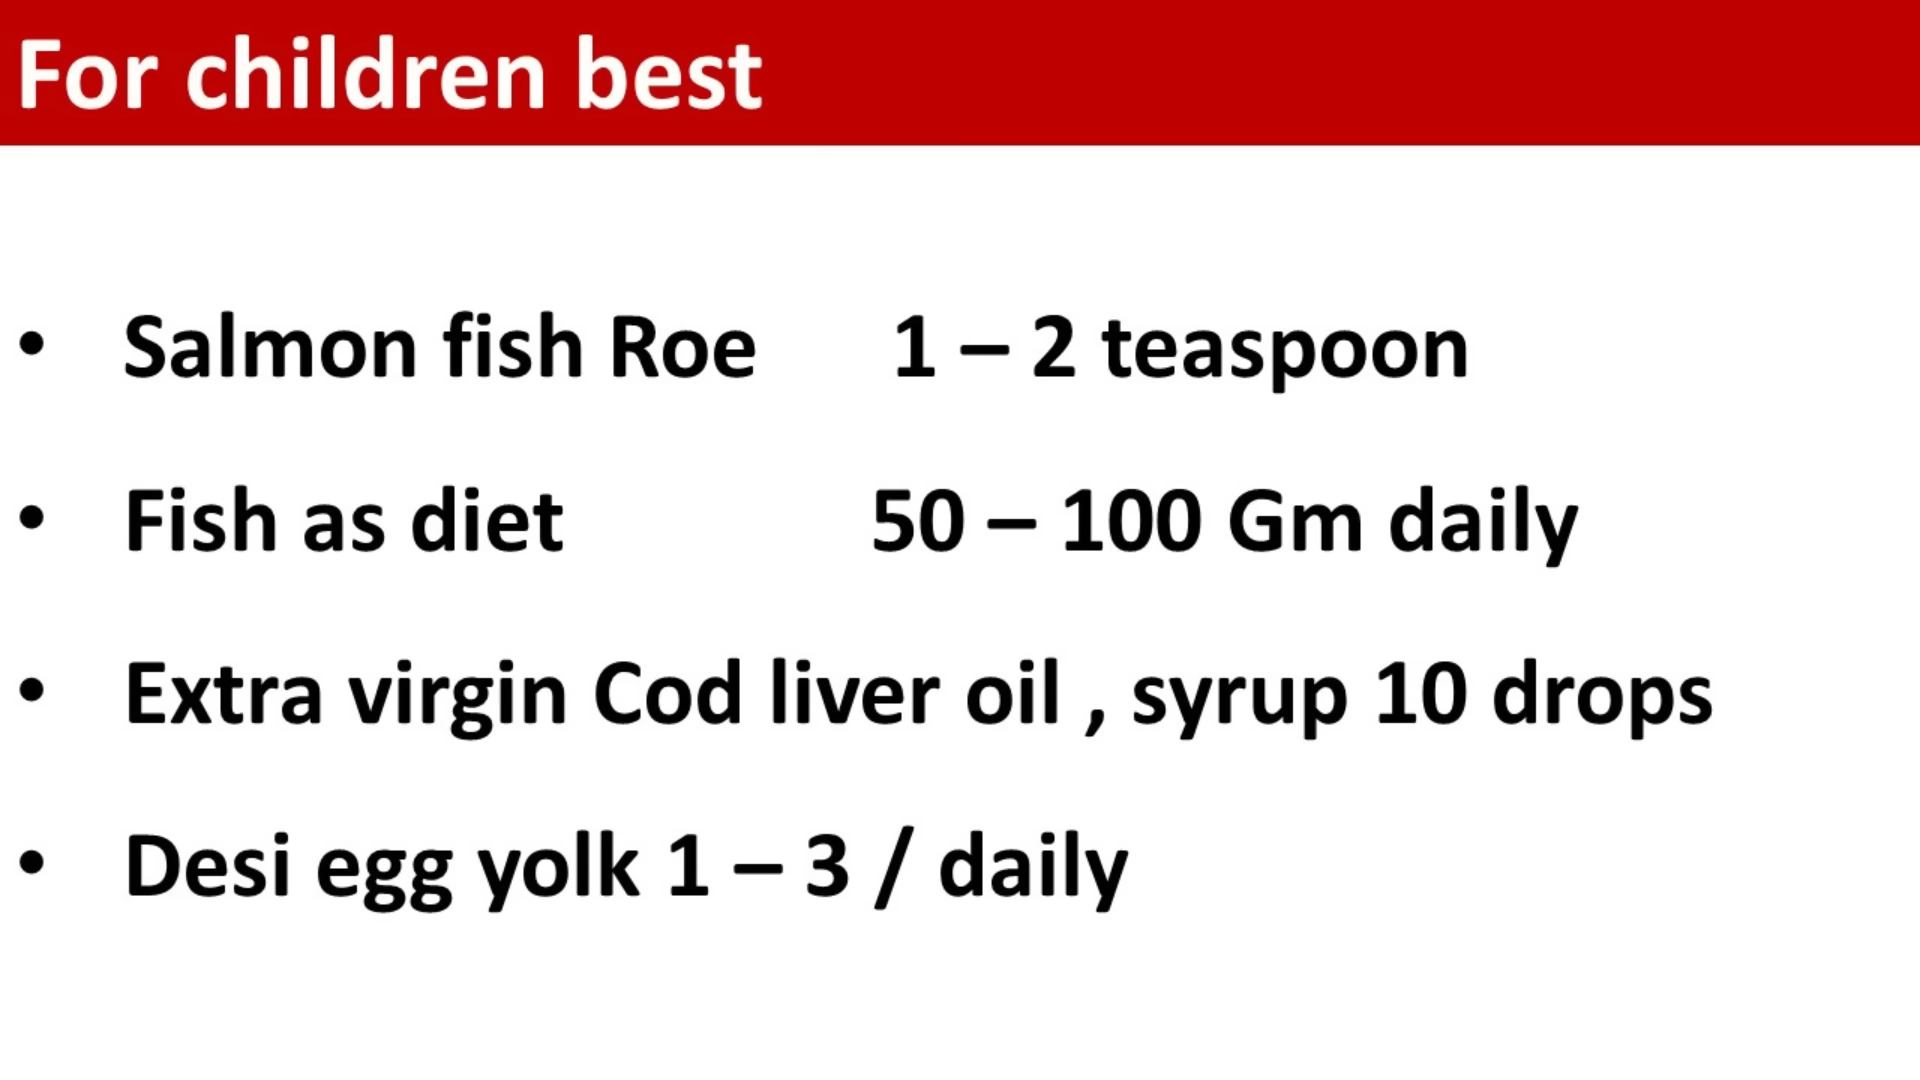 For children best
• Salmon fish Roe 1 – 2 teaspoon
• Fish as diet 50 – 100 Gm daily
• Extra virgin Cod liver oil , syrup 10 drops
• Desi egg yolk 1 – 3 / daily